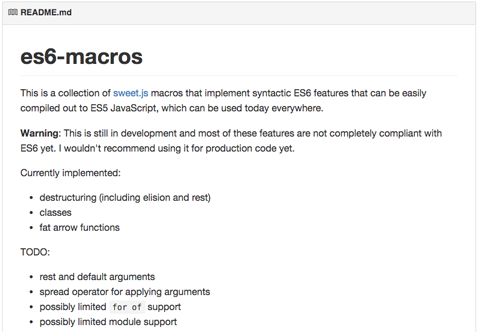 README.md
es6-macros
This is a collection of sweet.js macros that implement syntactic ES6 features that can be easily
compiled out to ES5 JavaScript, which can be used today everywhere.
Warning: This is still in development and most of these features are not completely compliant with
ES6 yet. I wouldn't recommend using it for production code yet.
Currently implemented:
• destructuring (including elision and rest)
• classes
• fat arrow functions
TODO:
• rest and default arguments
• spread operator for applying arguments
• possibly limited for of support
• possibly limited module support